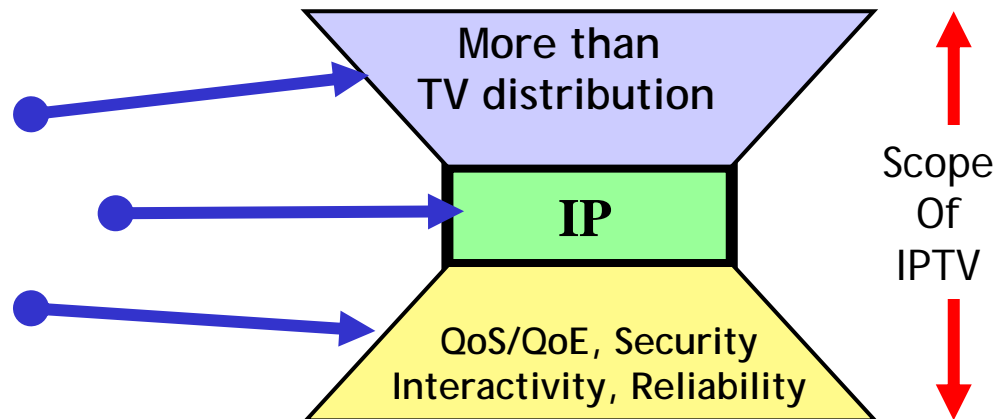 More than
TV distribution
IP
QoS/QoE, Security
Interactivity, Reliability
Scope
Of
IPTV